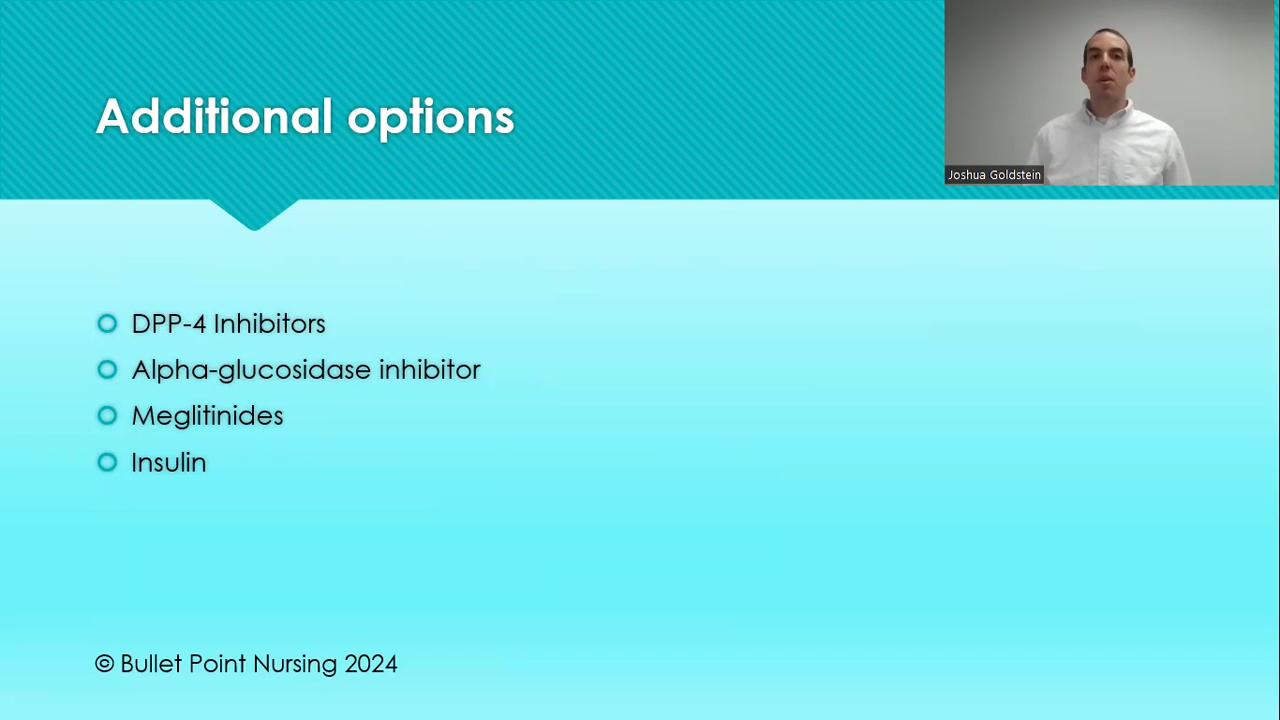 Additional options
Joshua Goldstein
DPP-4 Inhibitors
Alpha-glucosidase inhibitor
Meglitinides
Insulin
© Bullet Point Nursing 2024